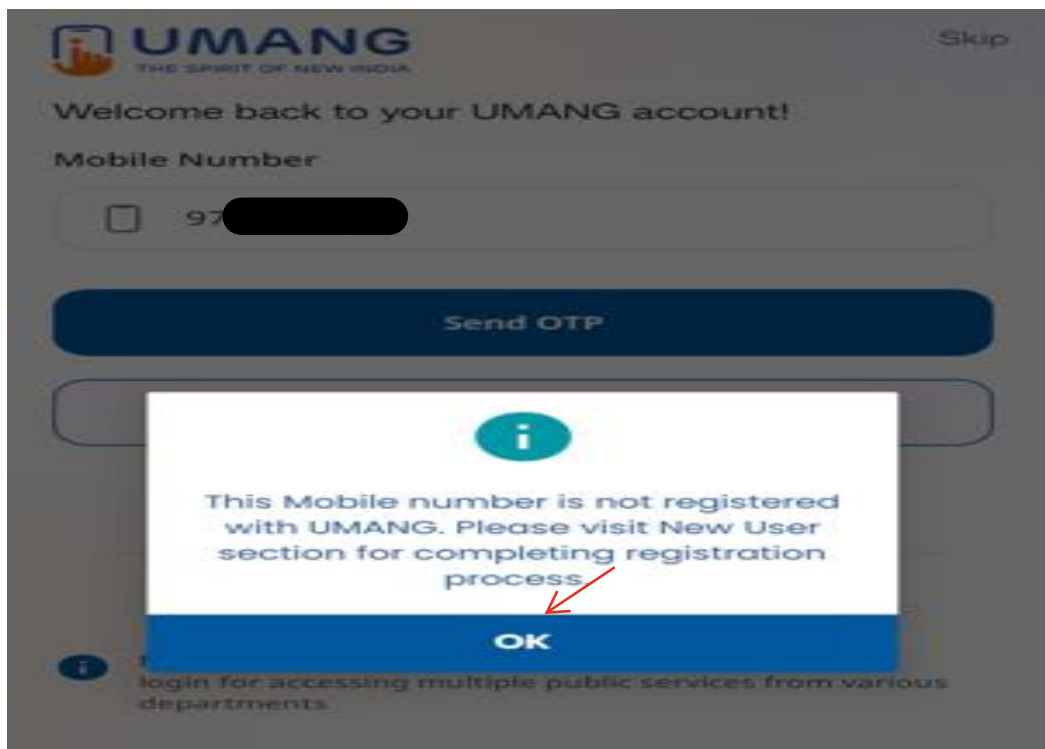 UMANG
THE SPIRIT OF NEW INDIA
Skip
Welcome back to your UMANG account!
Mobile Number
97
Send OTP
i
This Mobile number is not registered
with UMANG. Please visit New User
section for completing registration
process.
OK
i
login for accessing multiple public services from various
departments